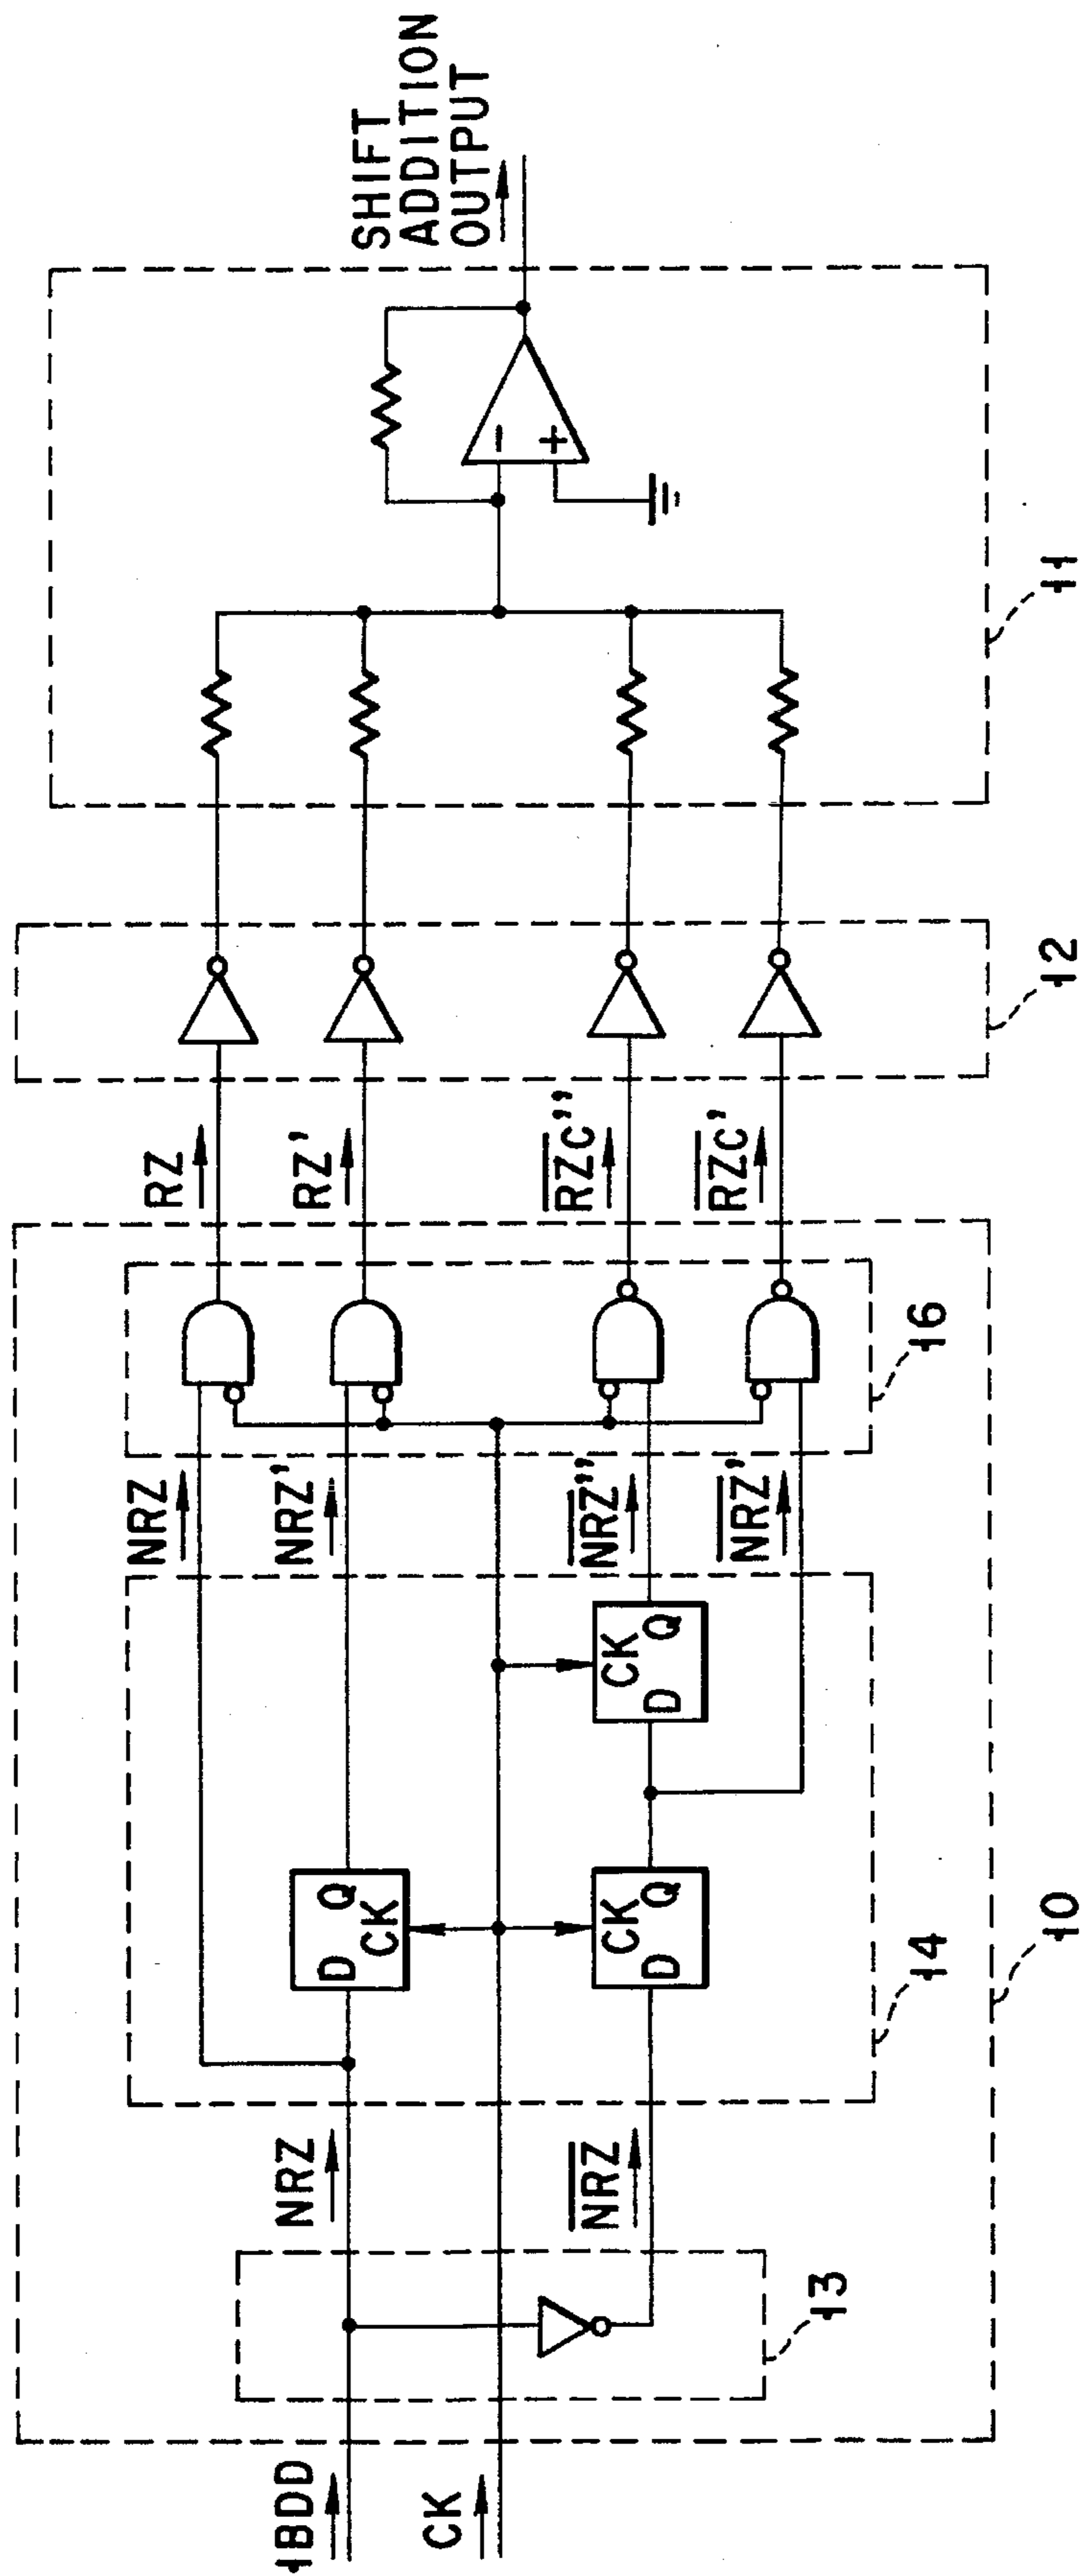 1BDD
CK
NRZ
NRZ
13
D Q
CK
CK
D Q
CK
D Q
14
NRZ
NRZ'
NRZ''
NRZ'
16
10
RZ
RZ'
RZC''
RZC'
12
−
+
11
SHIFT
ADDITION
OUTPUT